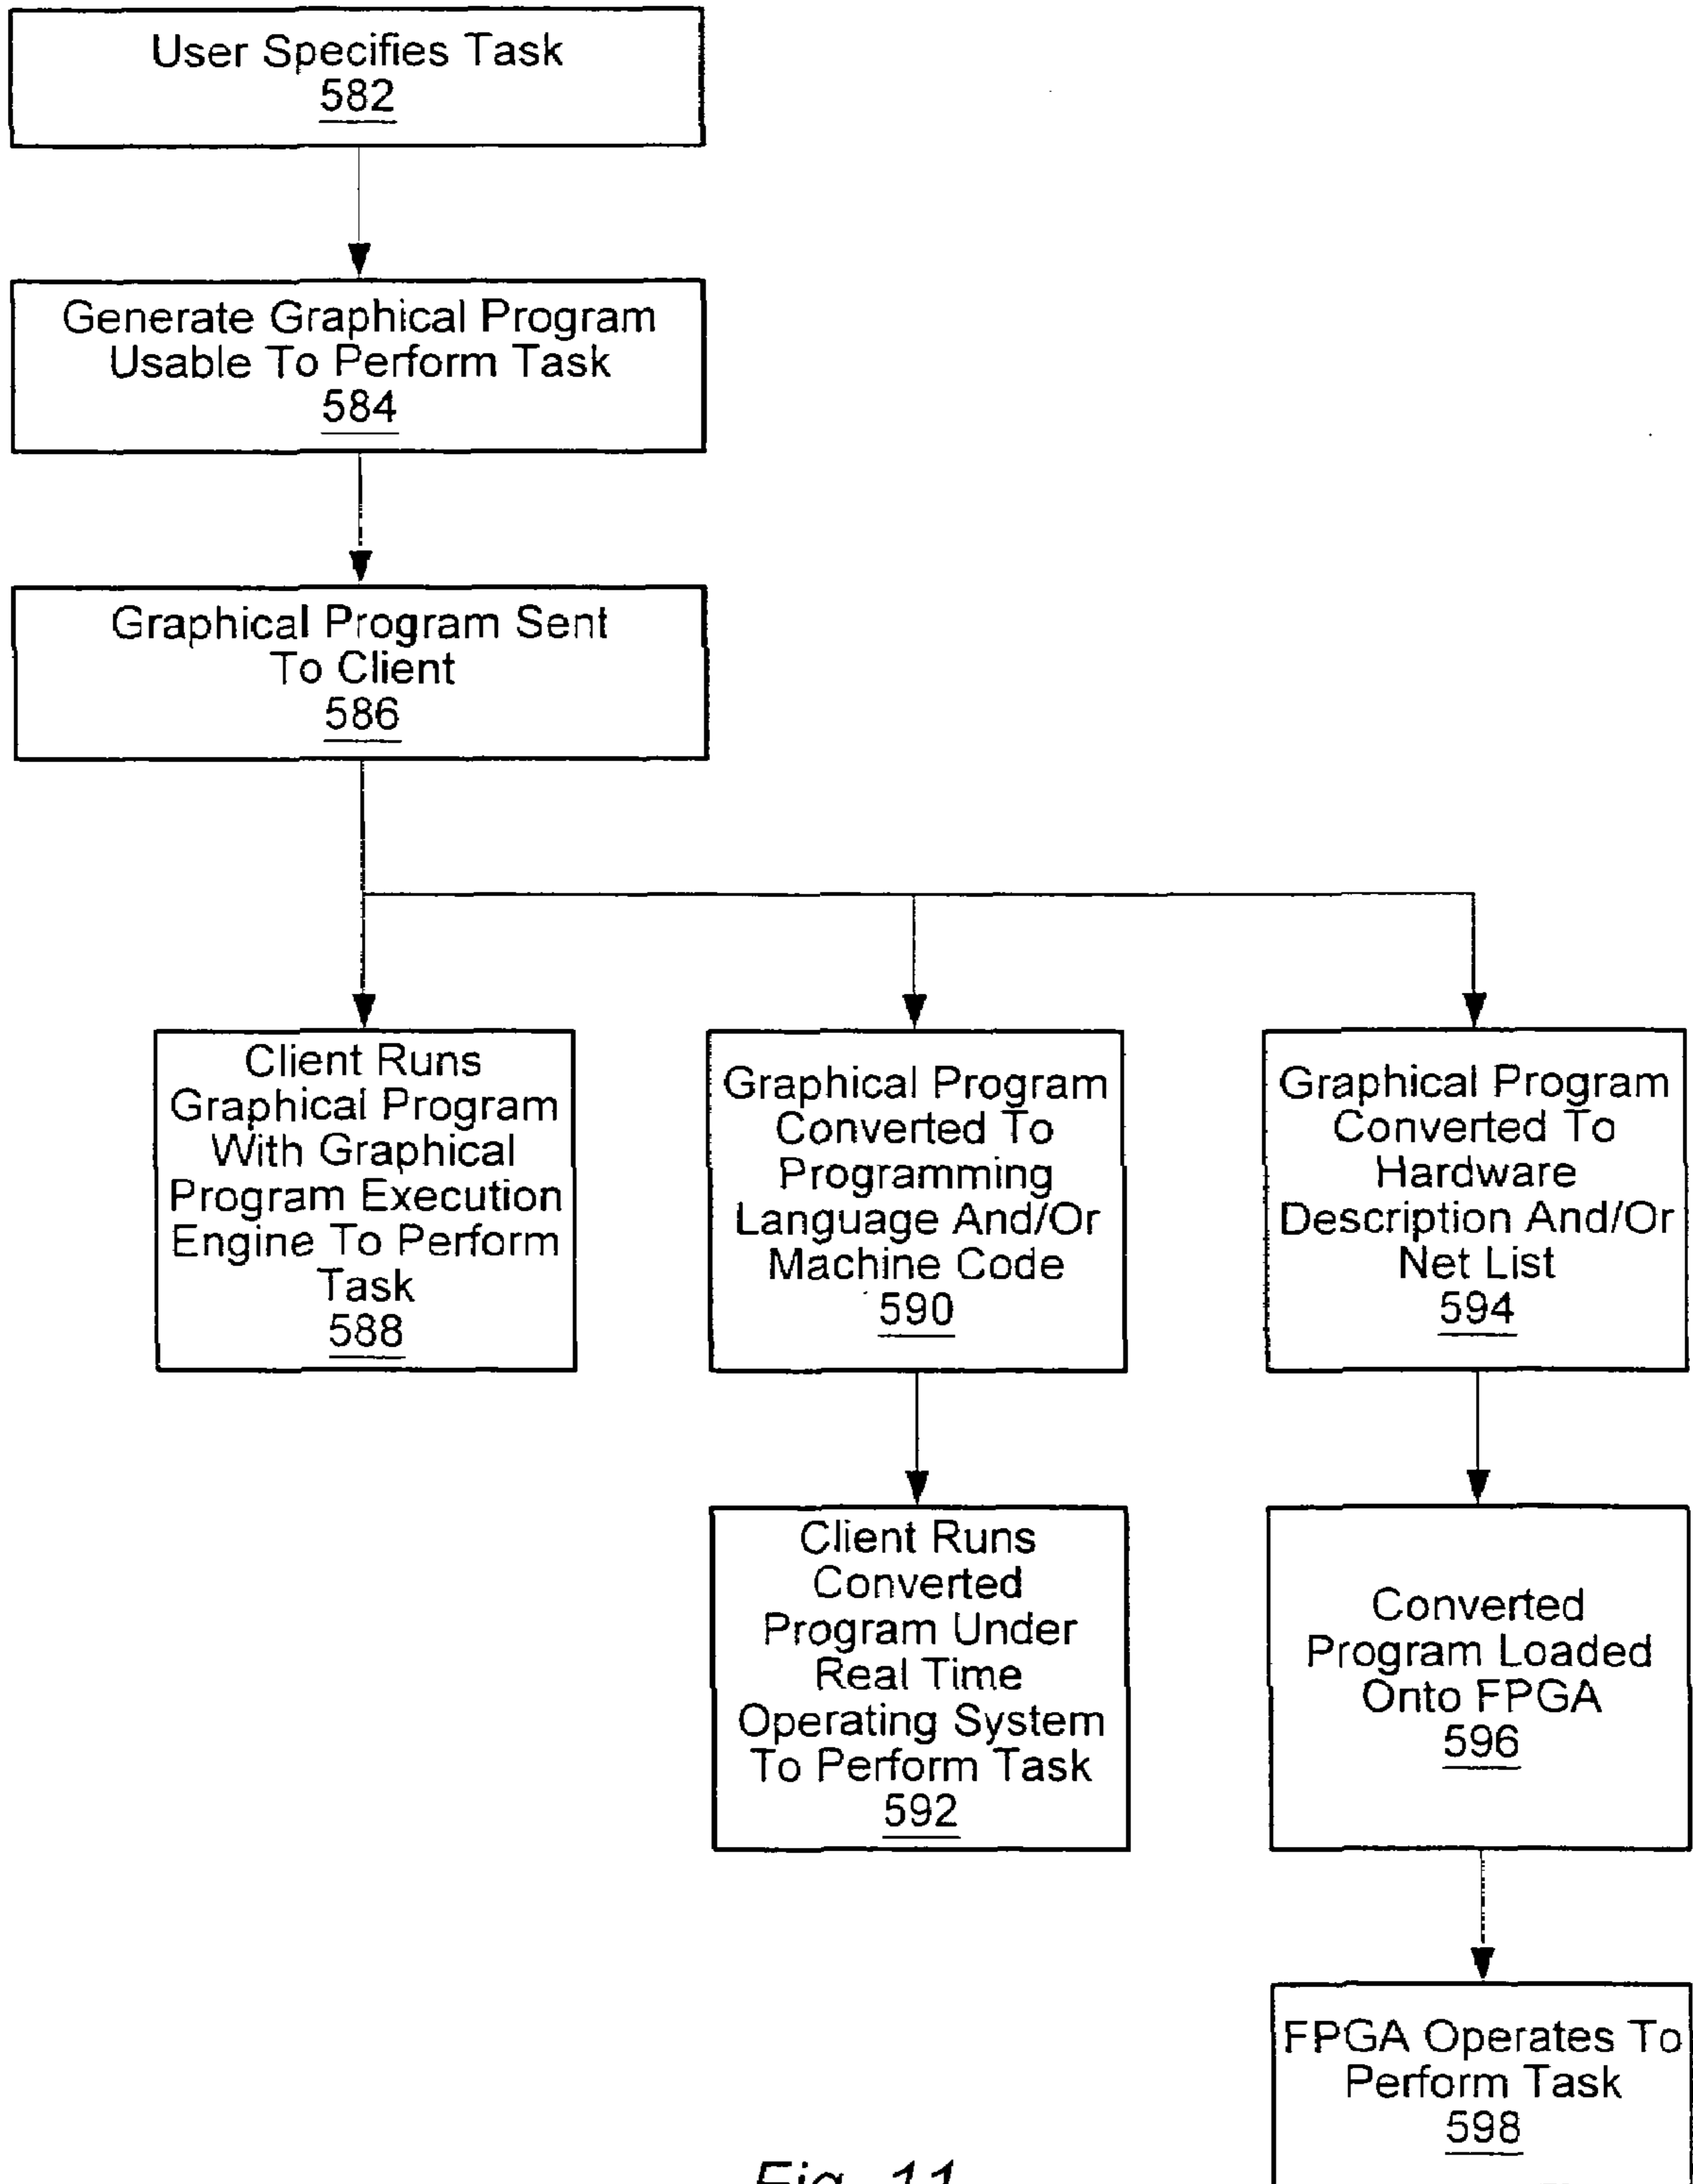 User Specifies Task
582
Generate Graphical Program
Usable To Perform Task
584
Graphical Program Sent
To Client
586
Client Runs
Graphical Program
With Graphical
Program Execution
Engine To Perform
Task
588
Graphical Program
Converted To
Programming
Language And/Or
Machine Code
590
Graphical Program
Converted To
Hardware
Description And/Or
Net List
594
Client Runs
Converted
Program Under
Real Time
Operating System
To Perform Task
592
Converted
Program Loaded
Onto FPGA
596
FPGA Operates To
Perform Task
598
Fig. 11